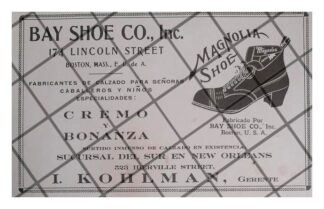 BAY SHOE CO., Inc.
174 LINCOLN STREET
BOSTON, MASS., E. U. de A.
FABRICANTES DE CALZADO PARA SEÑORAS
CABALLEROS Y NIÑOS
ESPECIALIDADES:
CREMO
Y
BONANZA
SURTIDO INMENSO DE CALZADO EN EXISTENCIA
SUCURSAL DEL SUR EN NEW ORLEANS
STREET.
I. KOHLMAN, GERENTE
MAGNOLIA
SHOE
Magnolia
Fabricado Por
BAY SHOE CO., Inc.
Boston, U. S. A.